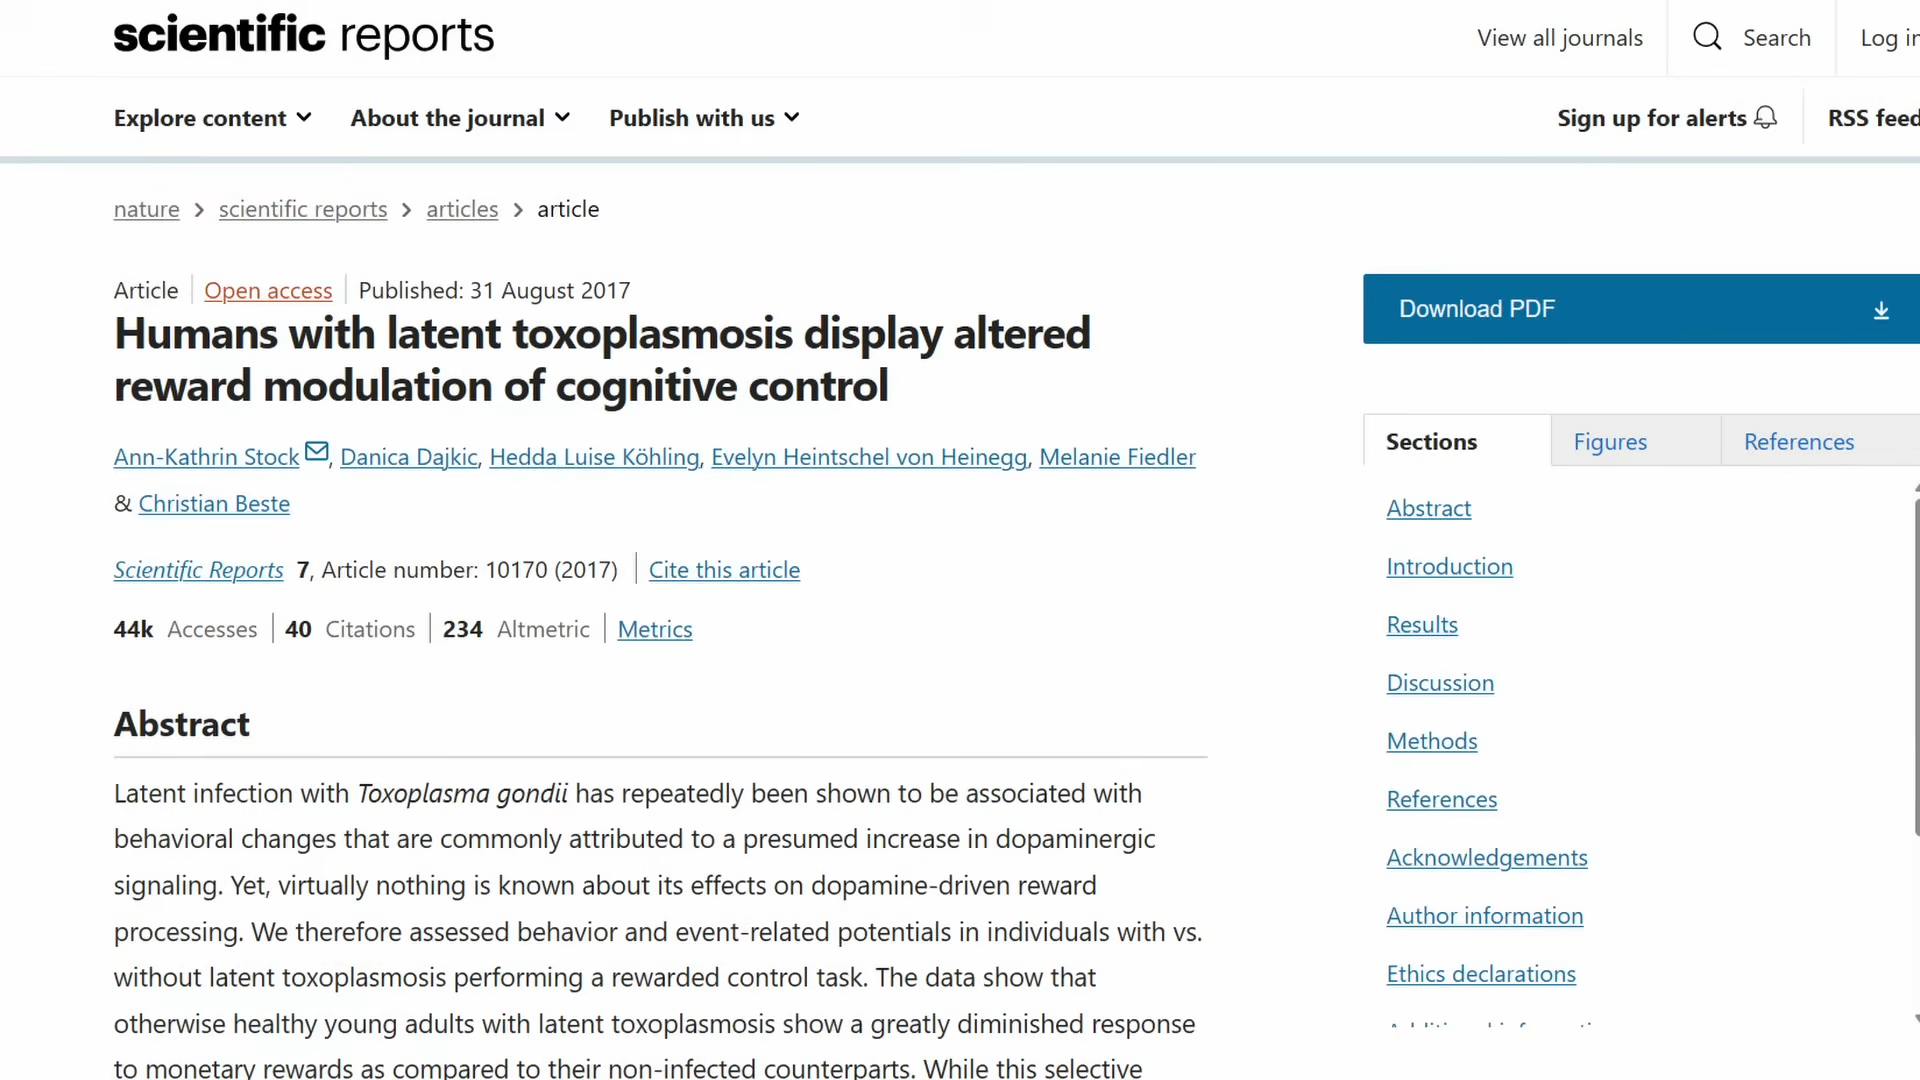 scientific reports
View all journals
Search
Log in
Explore content
About the journal
Publish with us
Sign up for alerts
RSS feed
nature > scientific reports > articles > article
Article
Open access
Published: 31 August 2017
Humans with latent toxoplasmosis display altered
reward modulation of cognitive control
Ann-Kathrin Stock, Danica Dajkic, Hedda Luise Köhling, Evelyn Heintschel von Heinegg, Melanie Fiedler
& Christian Beste
Scientific Reports 7, Article number: 10170 (2017)
Cite this article
44k Accesses
40 Citations
234 Altmetric
Metrics
Abstract
Latent infection with Toxoplasma gondii has repeatedly been shown to be associated with
behavioral changes that are commonly attributed to a presumed increase in dopaminergic
signaling. Yet, virtually nothing is known about its effects on dopamine-driven reward
processing. We therefore assessed behavior and event-related potentials in individuals with vs.
without latent toxoplasmosis performing a rewarded control task. The data show that
otherwise healthy young adults with latent toxoplasmosis show a greatly diminished response
to monetary rewards as compared to their non-infected counterparts. While this selective
Download PDF
Sections
Figures
References
Abstract
Introduction
Results
Discussion
Methods
References
Acknowledgements
Author information
Ethics declarations